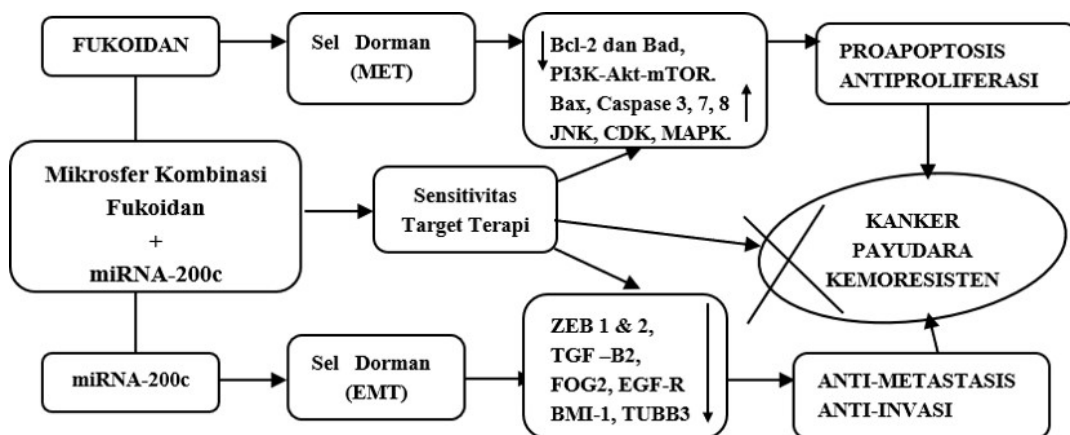 FUKOIDAN
Sel Dorman
(MET)
Bcl-2 dan Bad,
PI3K-Akt-mTOR.
Bax, Caspase 3, 7, 8
JNK, CDK, MAPK.
PROAPOPTOSIS
ANTIPROLIFERASI
Mikrosfer Kombinasi
Fukoidan
+
miRNA-200c
Sensitivitas
Target Terapi
KANKER
PAYUDARA
KEMORESISTEN
miRNA-200c
Sel Dorman
(EMT)
ZEB 1 & 2,
TGF –B2,
FOG2, EGF-R
BMI-1, TUBB3
ANTI-METASTASIS
ANTI-INVASI